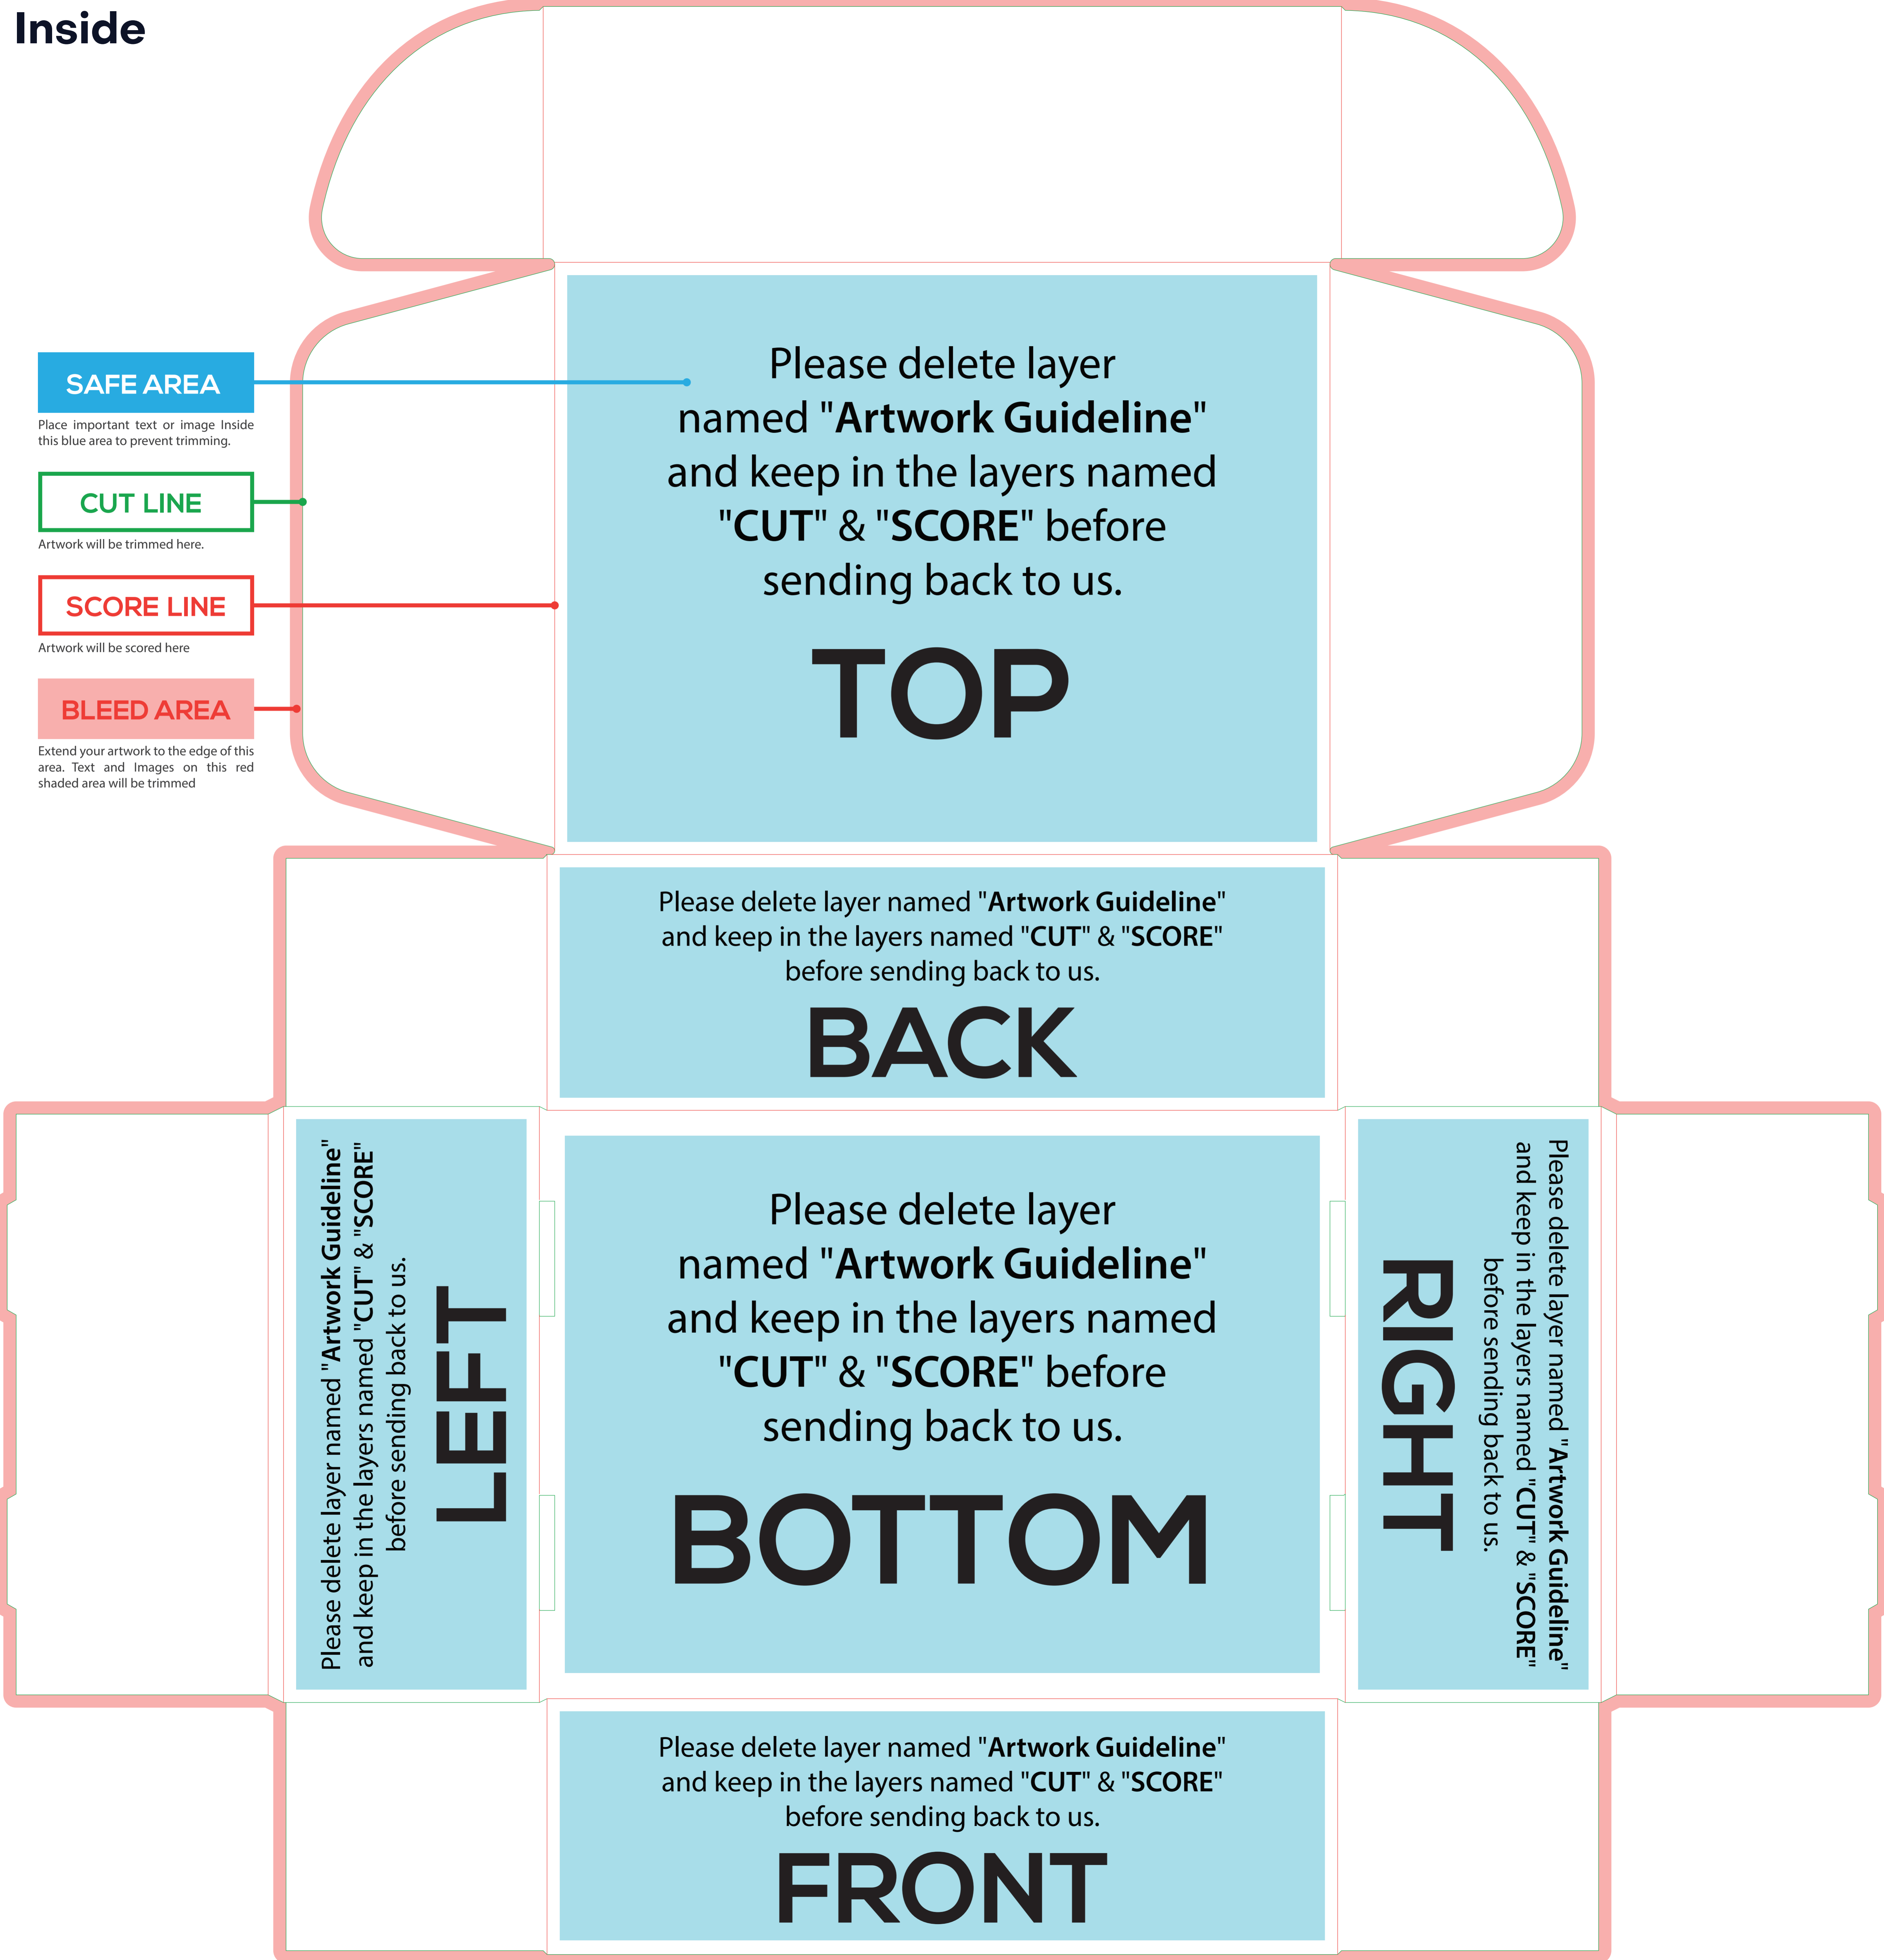 Inside
SAFE AREA
Place important text or image Inside
this blue area to prevent trimming.
CUT LINE
Artwork will be trimmed here.
SCORE LINE
Artwork will be scored here
BLEED AREA
Extend your artwork to the edge of this
area. Text and Images on this red
shaded area will be trimmed
Please delete layer
named "Artwork Guideline"
and keep in the layers named
"CUT" & "SCORE" before
sending back to us.
TOP
Please delete layer named "Artwork Guideline"
and keep in the layers named "CUT" & "SCORE"
before sending back to us.
BACK
Please delete layer named "Artwork Guideline"
and keep in the layers named "CUT" & "SCORE"
before sending back to us.
LEFT
Please delete layer
named "Artwork Guideline"
and keep in the layers named
"CUT" & "SCORE" before
sending back to us.
BOTTOM
Please delete layer named "Artwork Guideline"
and keep in the layers named "CUT" & "SCORE"
before sending back to us.
RIGHT
Please delete layer named "Artwork Guideline"
and keep in the layers named "CUT" & "SCORE"
before sending back to us.
FRONT